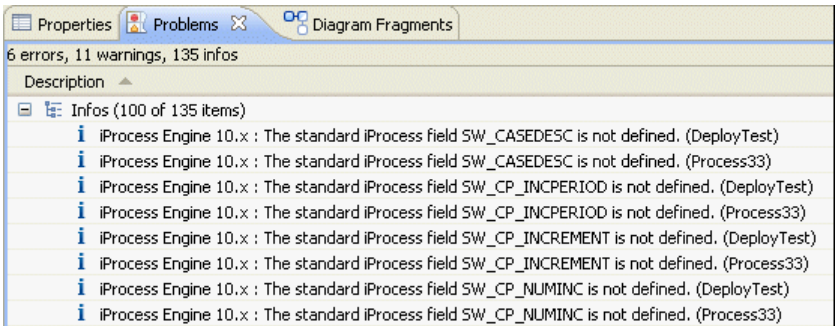 Properties Problems Diagram Fragments
6 errors, 11 warnings, 135 infos
Description
Infos (100 of 135 items)
i iProcess Engine 10.x : The standard iProcess field SW_CASEDESC is not defined. (DeployTest)
i iProcess Engine 10.x : The standard iProcess field SW_CASEDESC is not defined. (Process33)
i iProcess Engine 10.x : The standard iProcess field SW_CP_INCPERIOD is not defined. (DeployTest)
i iProcess Engine 10.x : The standard iProcess field SW_CP_INCPERIOD is not defined. (Process33)
i iProcess Engine 10.x : The standard iProcess field SW_CP_INCREMENT is not defined. (DeployTest)
i iProcess Engine 10.x : The standard iProcess field SW_CP_INCREMENT is not defined. (Process33)
i iProcess Engine 10.x : The standard iProcess field SW_CP_NUMINC is not defined. (DeployTest)
i iProcess Engine 10.x : The standard iProcess field SW_CP_NUMINC is not defined. (Process33)